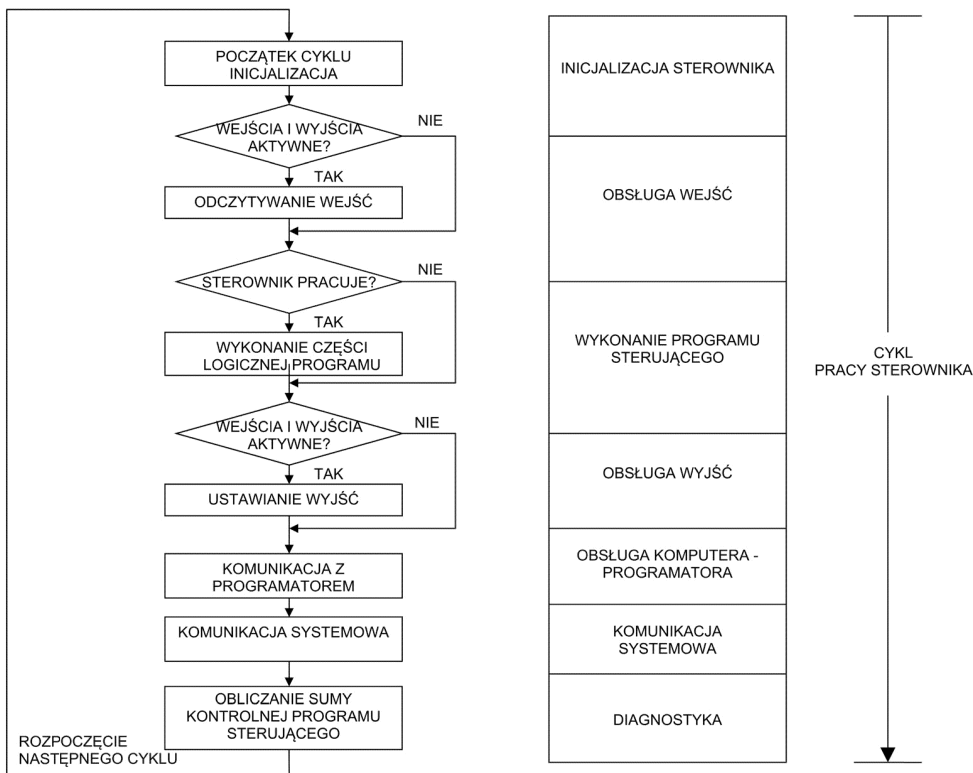 POCZĄTEK CYKLU
INICJALIZACJA
WEJŚCIA I WYJŚCIA
AKTYWNE?
NIE
TAK
ODCZYTYWANIE WEJŚĆ
STEROWNIK PRACUJE?
NIE
TAK
WYKONANIE CZĘŚCI
LOGICZNEJ PROGRAMU
WEJŚCIA I WYJŚCIA
AKTYWNE?
NIE
TAK
USTAWIANIE WYJŚĆ
KOMUNIKACJA Z
PROGRAMATOREM
KOMUNIKACJA SYSTEMOWA
OBLICZANIE SUMY
KONTROLNEJ PROGRAMU
STERUJĄCEGO
ROZPOCZĘCIE
NASTĘPNEGO CYKLU
INICJALIZACJA STEROWNIKA
OBSŁUGA WEJŚĆ
WYKONANIE PROGRAMU
STERUJĄCEGO
OBSŁUGA WYJŚĆ
OBSŁUGA KOMPUTERA -
PROGRAMATORA
KOMUNIKACJA
SYSTEMOWA
DIAGNOSTYKA
CYKL
PRACY STEROWNIKA